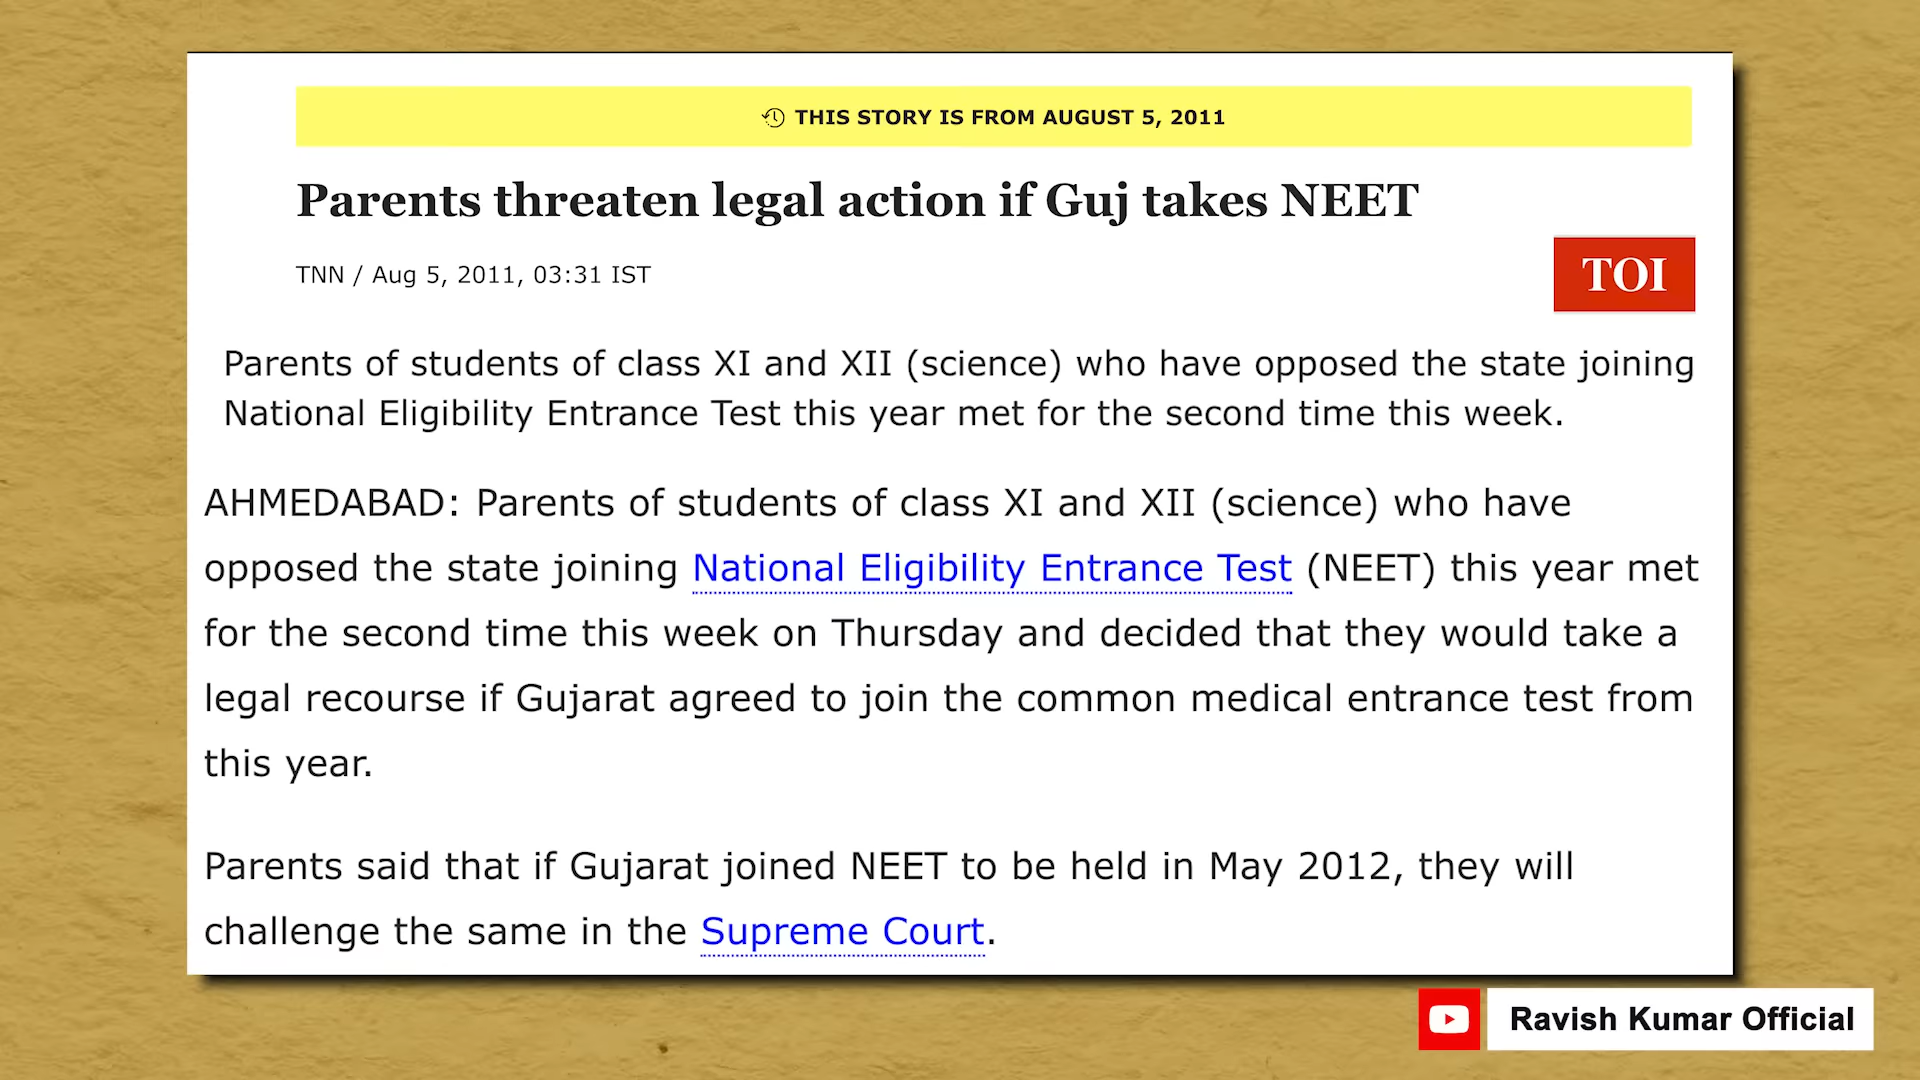 THIS STORY IS FROM AUGUST 5, 2011
Parents threaten legal action if Guj takes NEET
TNN / Aug 5, 2011, 03:31 IST
TOI
Parents of students of class XI and XII (science) who have opposed the state joining
National Eligibility Entrance Test this year met for the second time this week.
AHMEDABAD: Parents of students of class XI and XII (science) who have
opposed the state joining National Eligibility Entrance Test (NEET) this year met
for the second time this week on Thursday and decided that they would take a
legal recourse if Gujarat agreed to join the common medical entrance test from
this year.
Parents said that if Gujarat joined NEET to be held in May 2012, they will
challenge the same in the Supreme Court.
Ravish Kumar Official